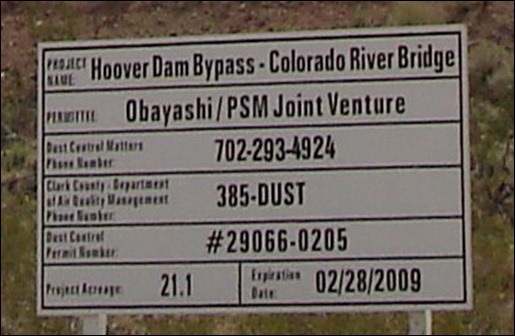 PROJECT NAME: Hoover Dam Bypass - Colorado River Bridge
PERMITTEE: Obayashi / PSM Joint Venture
Dust Control Matters
Phone Number: 702-293-4924
Clark County - Department
of Air Quality Management 385-DUST
Phone Number:
Dust Control
Permit Number: #29066-0205
Project Acreage: 21.1 Expiration Date: 02/28/2009